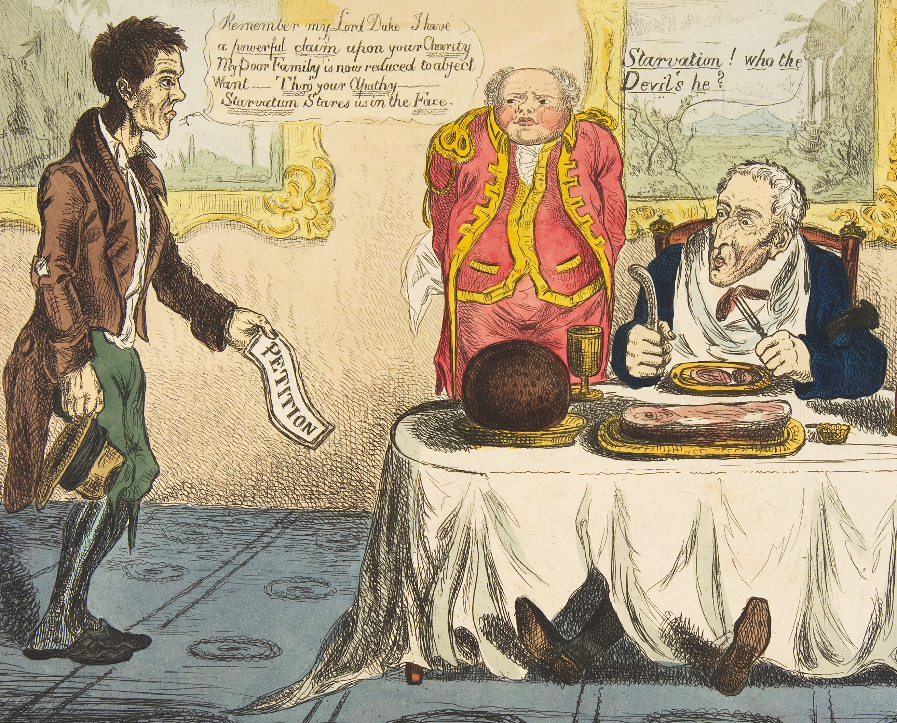 Remember my Lord Duke I have
a powerful claim upon your Charity
My Poor Family is now reduced to abject
Want — Thro your Apathy —
Starvation Stares us in the Face.
Starvation! who the
Devil's he?
PETITION